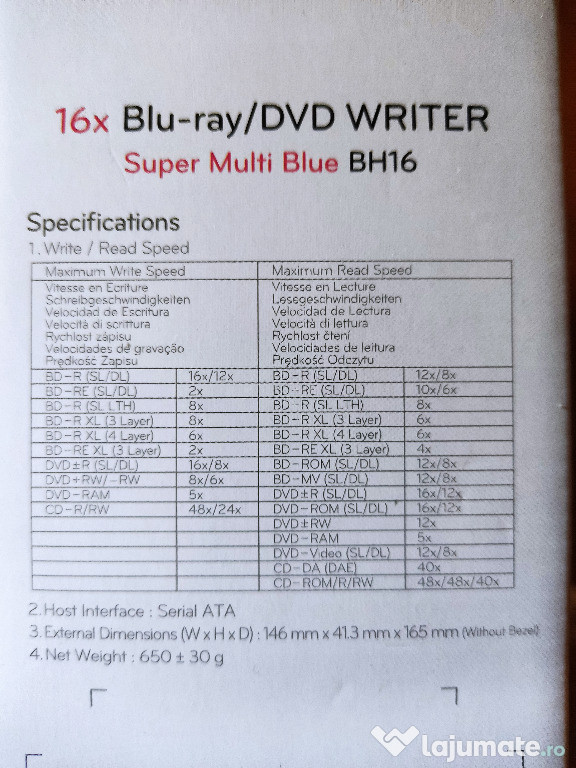 16x Blu-ray/DVD WRITER
Super Multi Blue BH16
Specifications
1. Write / Read Speed
Maximum Write Speed Maximum Read Speed
Vitesse en Ecriture Vitesse en Lecture
Schreibgeschwindigkeiten Lesegeschwindigkeiten
Velocidad de Escritura Velocidad de Lectura
Velocità di scrittura Velocità di lettura
Rychlost zápisu Rychlost čtení
Velocidades de gravação Velocidades de leitura
Prędkość Zapisu Prędkość Odczytu
BD-R (SL/DL) 16x/12x BD-R (SL/DL) 12x/8x
BD-RE (SL/DL) 2x BD-RE (SL/DL) 10x/6x
BD-R (SL LTH) 8x BD-R (SL LTH) 8x
BD-R XL (3 Layer) 8x BD-R XL (3 Layer) 6x
BD-R XL (4 Layer) 6x BD-R XL (4 Layer) 6x
BD-RE XL (3 Layer) 2x BD-RE XL (3 Layer) 4x
DVD±R (SL/DL) 16x/8x BD-ROM (SL/DL) 12x/8x
DVD+RW/-RW 8x/6x BD-MV (SL/DL) 12x/8x
DVD-RAM 5x DVD±R (SL/DL) 16x/12x
CD-R/RW 48x/24x DVD-ROM (SL/DL) 16x/12x
DVD±RW 12x
DVD-RAM 5x
DVD-Video (SL/DL) 12x/8x
CD-DA (DAE) 40x
CD-ROM/R/RW 48x/48x/40x
2. Host Interface : Serial ATA
3. External Dimensions (W x H x D) : 146 mm x 41.3 mm x 165 mm (Without Bezel)
4. Net Weight : 650 ± 30 g
lajumate.ro